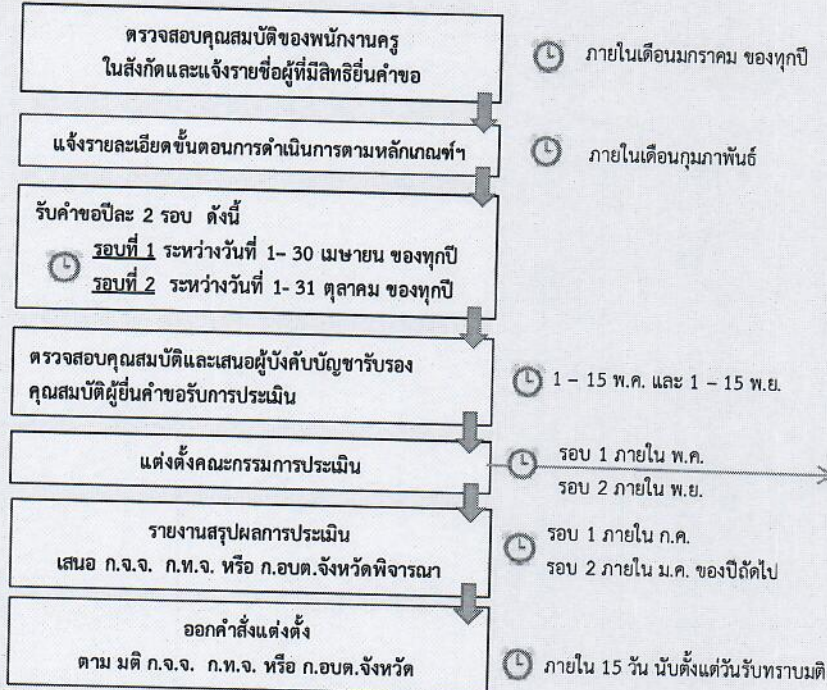 ตรวจสอบคุณสมบัติของพนักงานครู
ในสังกัดและแจ้งรายชื่อผู้ที่มีสิทธิยื่นคำขอ
ภายในเดือนมกราคม ของทุกปี
แจ้งรายละเอียดขั้นตอนการดำเนินการตามหลักเกณฑ์ฯ
ภายในเดือนกุมภาพันธ์
รับคำขอปีละ 2 รอบ ดังนี้
รอบที่ 1 ระหว่างวันที่ 1– 30 เมษายน ของทุกปี
รอบที่ 2 ระหว่างวันที่ 1- 31 ตุลาคม ของทุกปี
ตรวจสอบคุณสมบัติและเสนอผู้บังคับบัญชารับรอง
คุณสมบัติผู้ยื่นคำขอรับการประเมิน
1 – 15 พ.ค. และ 1 – 15 พ.ย.
แต่งตั้งคณะกรรมการประเมิน
รอบ 1 ภายใน พ.ค.
รอบ 2 ภายใน พ.ย.
รายงานสรุปผลการประเมิน
เสนอ ก.จ.จ. ก.ท.จ. หรือ ก.อบต.จังหวัดพิจารณา
รอบ 1 ภายใน ก.ค.
รอบ 2 ภายใน ม.ค. ของปีถัดไป
ออกคำสั่งแต่งตั้ง
ตาม มติ ก.จ.จ. ก.ท.จ. หรือ ก.อบต.จังหวัด
ภายใน 15 วัน นับตั้งแต่วันรับทราบมติ